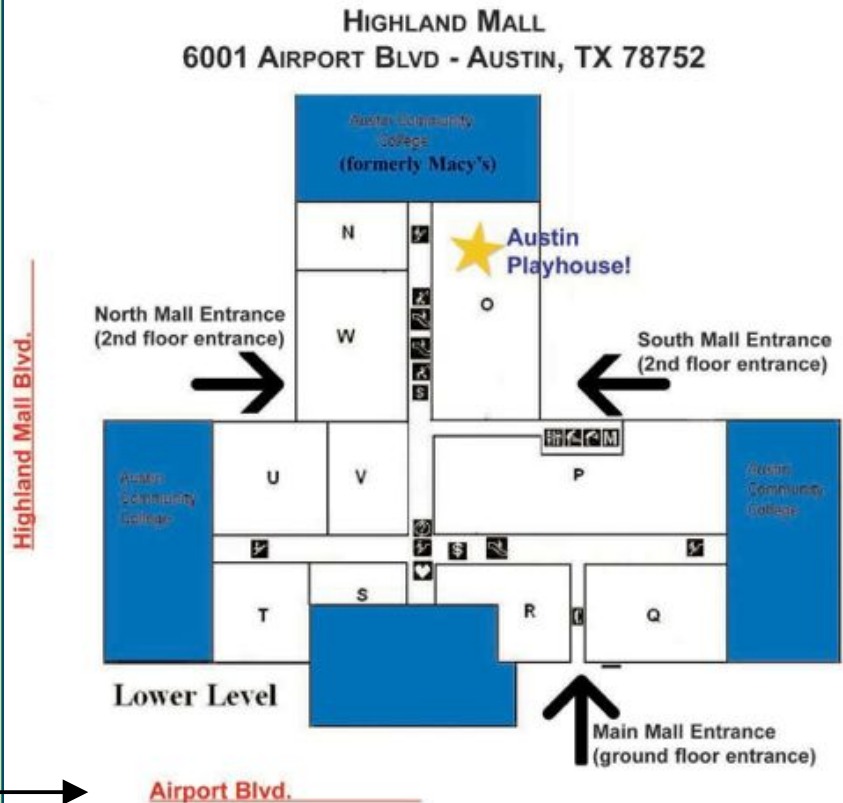 HIGHLAND MALL
6001 AIRPORT BLVD - AUSTIN, TX 78752
Austin Community
College
(formerly Macy's)
N
Austin
Playhouse!
O
W
North Mall Entrance
(2nd floor entrance)
South Mall Entrance
(2nd floor entrance)
Highland Mall Blvd.
Austin
Community
College
U
V
M
P
Austin
Community
College
$
$
T
S
R
Q
Lower Level
Main Mall Entrance
(ground floor entrance)
Airport Blvd.